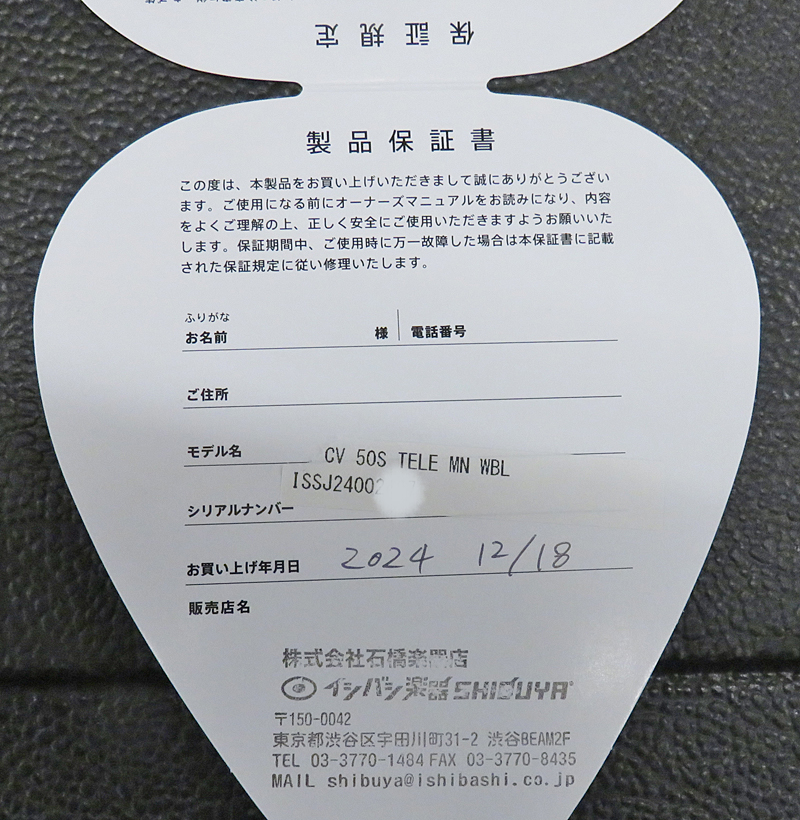 保証規定
製品保証書
この度は、本製品をお買い上げいただきまして誠にありがとうござい
ます。ご使用になる前にオーナーズマニュアルをお読みになり、内容
をよくご理解の上、正しく安全にご使用いただきますようお願いいた
します。保証期間中、ご使用時に万一故障した場合は本保証書に記載
された保証規定に従い修理いたします。
ふりがな
お名前 様 電話番号
ご住所
モデル名 CV 50S TELE MN WBL
ISSJ2400
シリアルナンバー
お買い上げ年月日 2024 12/18
販売店名
株式会社石橋楽器店
イシバシ楽器 SHIBUYA
〒150-0042
東京都渋谷区宇田川町31-2 渋谷BEAM2F
TEL 03-3770-1484 FAX 03-3770-8435
MAIL shibuya@ishibashi.co.jp